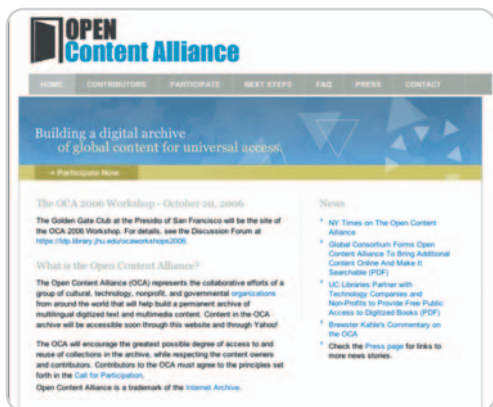 OPEN
Content Alliance
HOME CONTRIBUTORS PARTICIPATE NEXT STEPS FAQ PRESS CONTACT
Building a digital archive
of global content for universal access.
Participate Now
The OCA 2006 Workshop - October 20, 2006
The Golden Gate Club at the Presidio of San Francisco will be the site of
the OCA 2006 Workshop. For details, see the Discussion Forum at
https://ldp.library.jhu.edu/ocaworkshops2006.
What is the Open Content Alliance?
The Open Content Alliance (OCA) represents the collaborative efforts of a
group of cultural, technology, nonprofit, and governmental organizations
from around the world that will help build a permanent archive of
multilingual digitized text and multimedia content. Content in the OCA
archive will be accessible soon through this website and through Yahoo!
The OCA will encourage the greatest possible degree of access to and
reuse of collections in the archive, while respecting the content owners
and contributors. Contributors to the OCA must agree to the principles set
forth in the Call for Participation.
Open Content Alliance is a trademark of the Internet Archive.
News
NY Times on The Open Content
Alliance
Global Consortium Forms Open
Content Alliance To Bring Additional
Content Online And Make It
Searchable (PDF)
UC Libraries Partner with
Technology Companies and
Non-Profits to Provide Free Public
Access to Digitized Books (PDF)
Brewster Kahle's Commentary on
the OCA
Check the Press page for links to
more news stories.